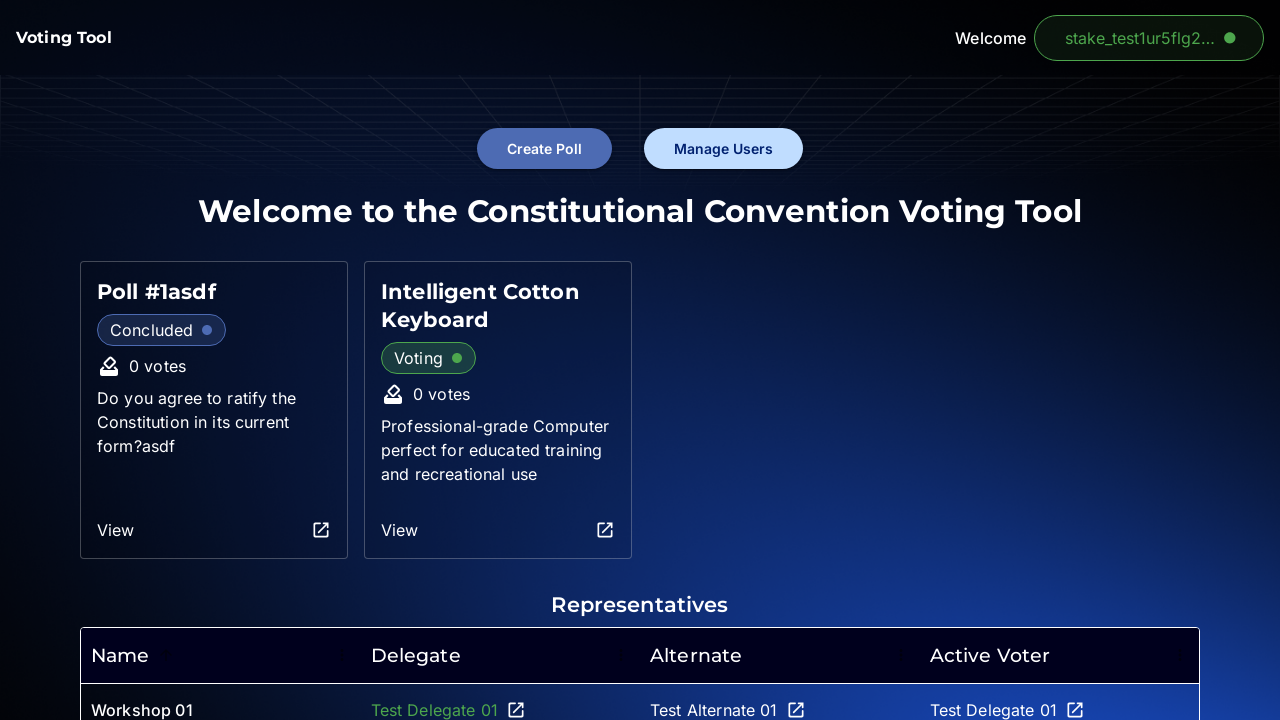 Voting Tool
Welcome
stake_test1ur5flg2...
Create Poll
Manage Users
Welcome to the Constitutional Convention Voting Tool
Poll #1asdf
Concluded
0 votes
Do you agree to ratify the
Constitution in its current
form?asdf
View
Intelligent Cotton
Keyboard
Voting
0 votes
Professional-grade Computer
perfect for educated training
and recreational use
View
Representatives
Name
Delegate
Alternate
Active Voter
Workshop 01
Test Delegate 01
Test Alternate 01
Test Delegate 01